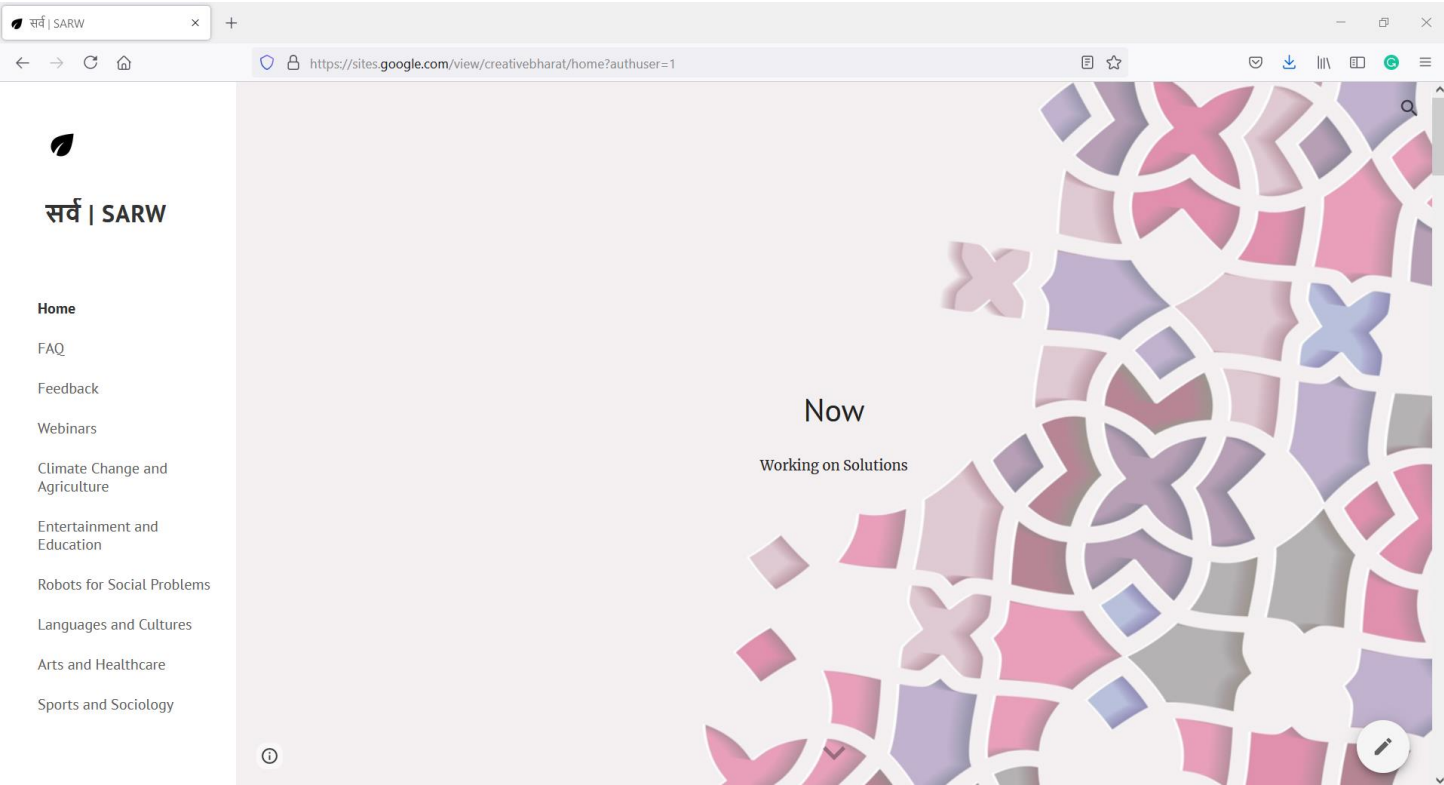 सर्व | SARW
https://sites.google.com/view/creativebharat/home?authuser=1
सर्व | SARW
Home
FAQ
Feedback
Webinars
Climate Change and
Agriculture
Entertainment and
Education
Robots for Social Problems
Languages and Cultures
Arts and Healthcare
Sports and Sociology
Now
Working on Solutions